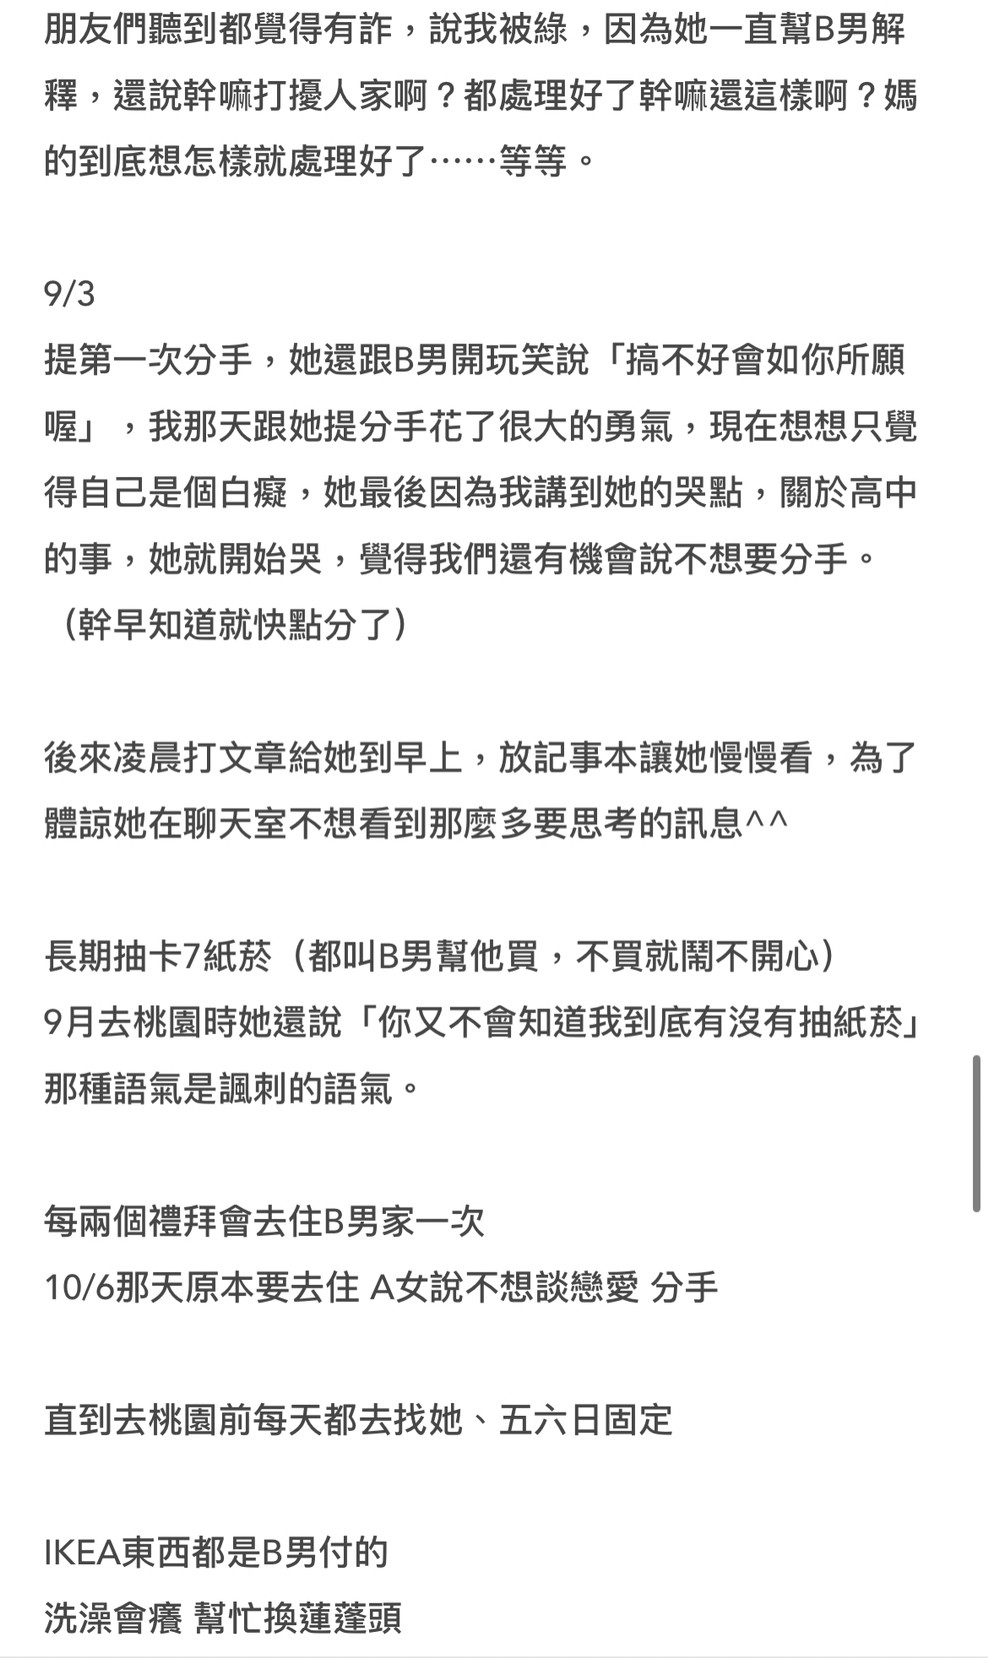 朋友們聽到都覺得有詐，說我被綠，因為她一直幫B男解
釋，還說幹嘛打擾人家啊？都處理好了幹嘛還這樣啊？媽
的到底想怎樣就處理好了⋯⋯等等。
9/3
提第一次分手，她還跟B男開玩笑說「搞不好會如你所願
喔」，我那天跟她提分手花了很大的勇氣，現在想想只覺
得自己是個白癡，她最後因為我講到她的哭點，關於高中
的事，她就開始哭，覺得我們還有機會說不想要分手。
（幹早知道就快點分了）
後來凌晨打文章給她到早上，放記事本讓她慢慢看，為了
體諒她在聊天室不想看到那麼多要思考的訊息^^
長期抽卡7紙菸（都叫B男幫他買，不買就鬧不開心）
9月去桃園時她還說「你又不會知道我到底有沒有抽紙菸」
那種語氣是諷刺的語氣。
每兩個禮拜會去住B男家一次
10/6那天原本要去住 A女說不想談戀愛 分手
直到去桃園前每天都去找她、五六日固定
IKEA東西都是B男付的
洗澡會癢 幫忙換蓮蓬頭